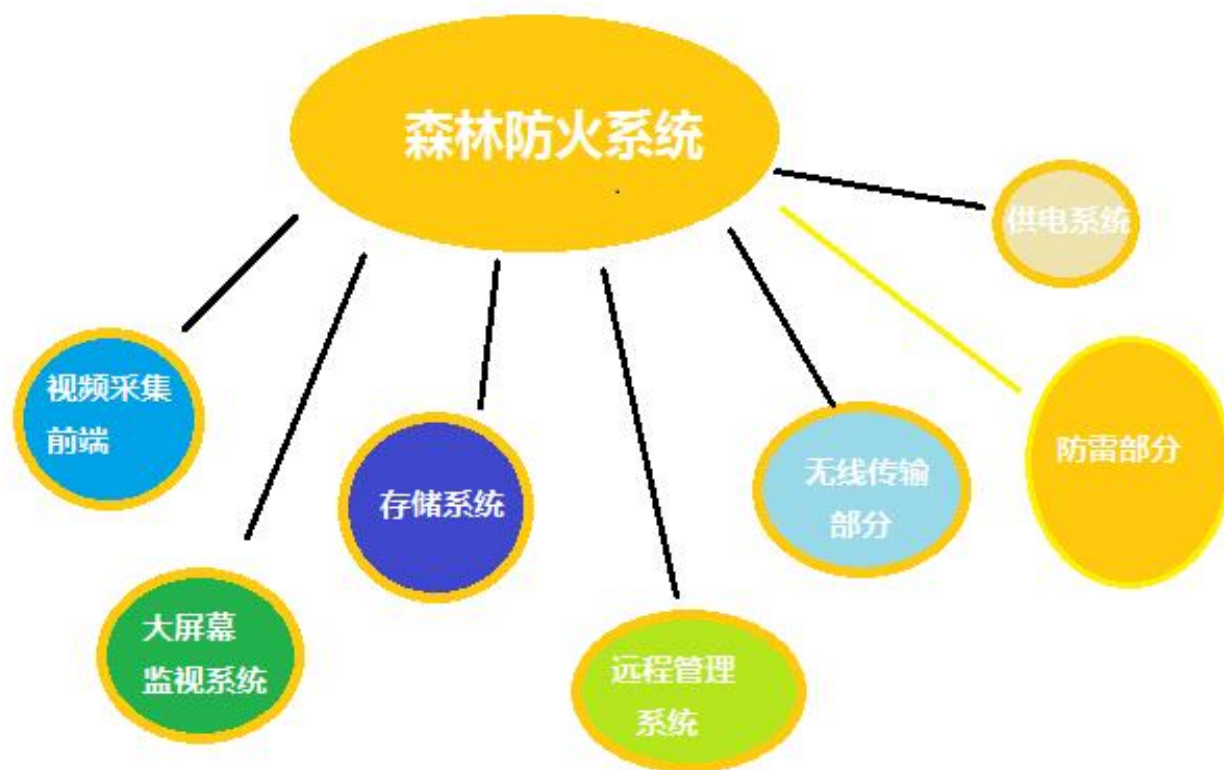 森林防火系统
供电系统
视频采集
前端
防雷部分
存储系统
无线传输
部分
大屏幕
监视系统
远程管理
系统